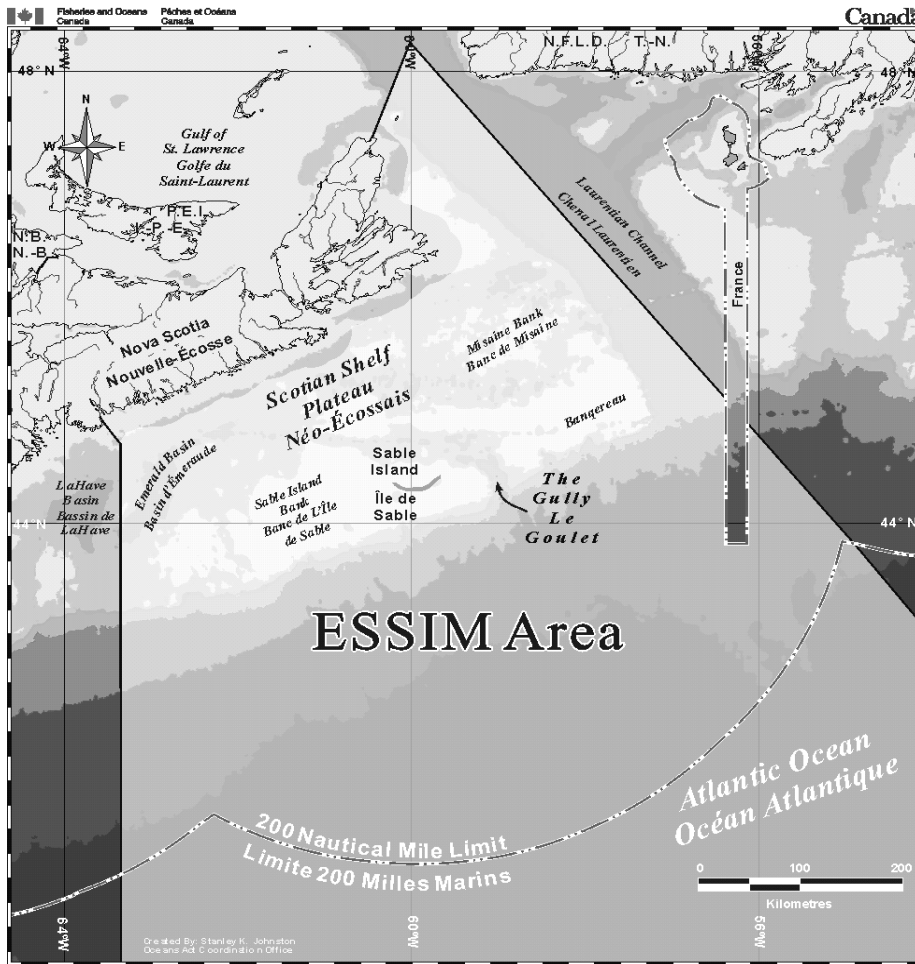 Fisheries and Oceans Canada
Pêches et Océans Canada
Canada
64°W
60°W
56°W
N.F.L.D. T.-N.
48° N
48° N
N
W E
S
Gulf of
St. Lawrence
Golfe du
Saint-Laurent
P.E.I.
I.-P.-E.
N.B.
N.-B.
Laurentian Channel
Chenal Laurentien
France
Nova Scotia
Nouvelle-Écosse
Misaine Bank
Banc de Misaine
Scotian Shelf
Plateau
Néo-Écossais
Banqereau
Emerald Basin
Basin d'Émeraude
Sable
Island
Île de
Sable
LaHave
Basin
Bassin de
LaHave
Sable Island
Bank
Banc de L'Île
de Sable
The
Gully
Le
Goulet
44° N
44° N
ESSIM Area
Atlantic Ocean
Océan Atlantique
200 Nautical Mile Limit
Limite 200 Milles Marins
0 100 200
Kilometres
64°W
60°W
56°W
Created By: Stanley K. Johnston
Oceans Act Coordination Office